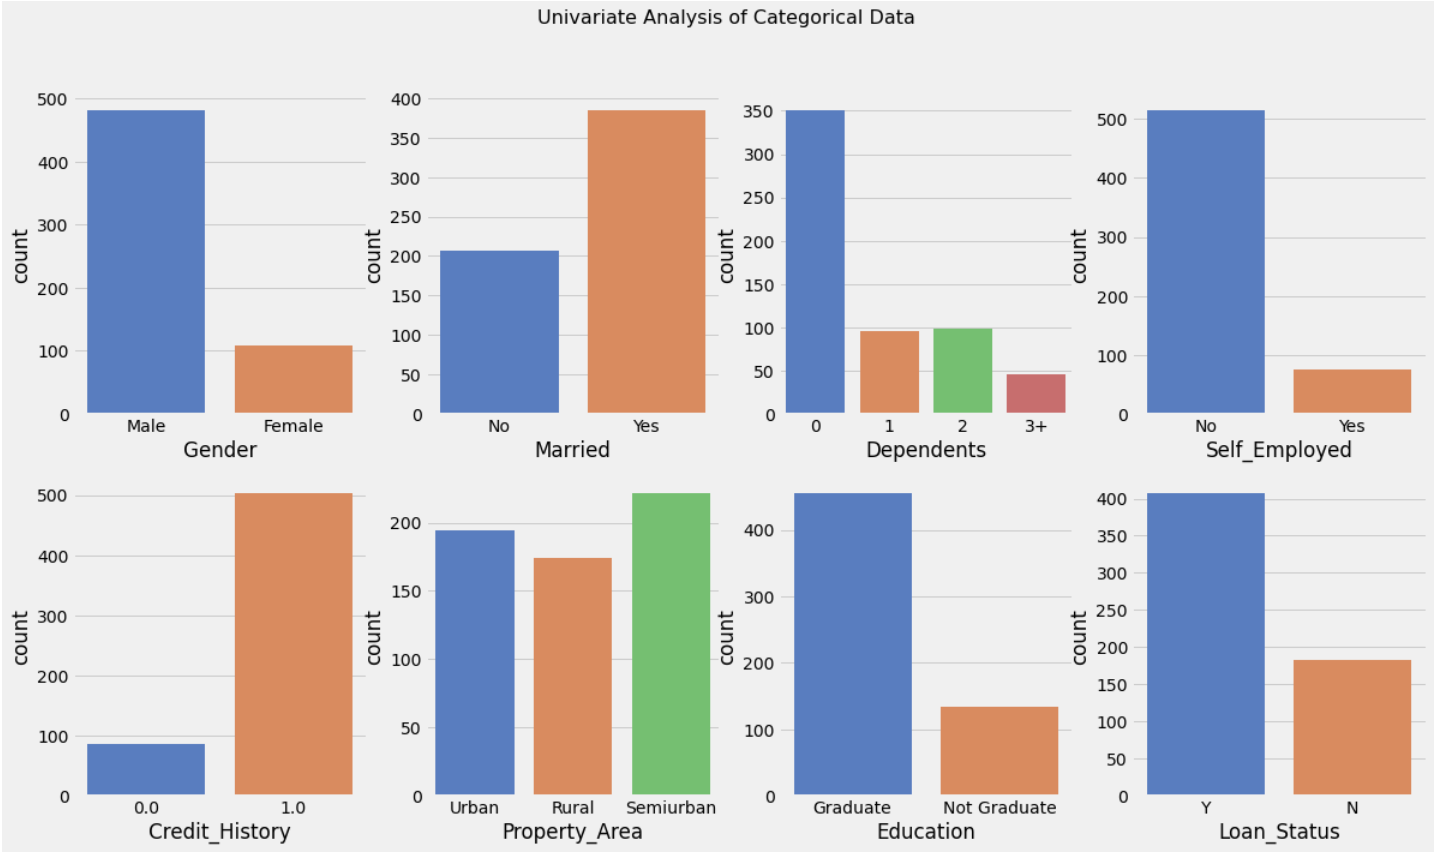 Univariate Analysis of Categorical Data
500
400
300
200
100
0
count
Male Female
Gender
400
350
300
250
200
150
100
50
0
count
No Yes
Married
350
300
250
200
150
100
50
0
count
0 1 2 3+
Dependents
500
400
300
200
100
0
count
No Yes
Self_Employed
500
400
300
200
100
0
count
0.0 1.0
Credit_History
200
150
100
50
0
count
Urban Rural Semiurban
Property_Area
400
300
200
100
0
count
Graduate Not Graduate
Education
400
350
300
250
200
150
100
50
0
count
Y N
Loan_Status